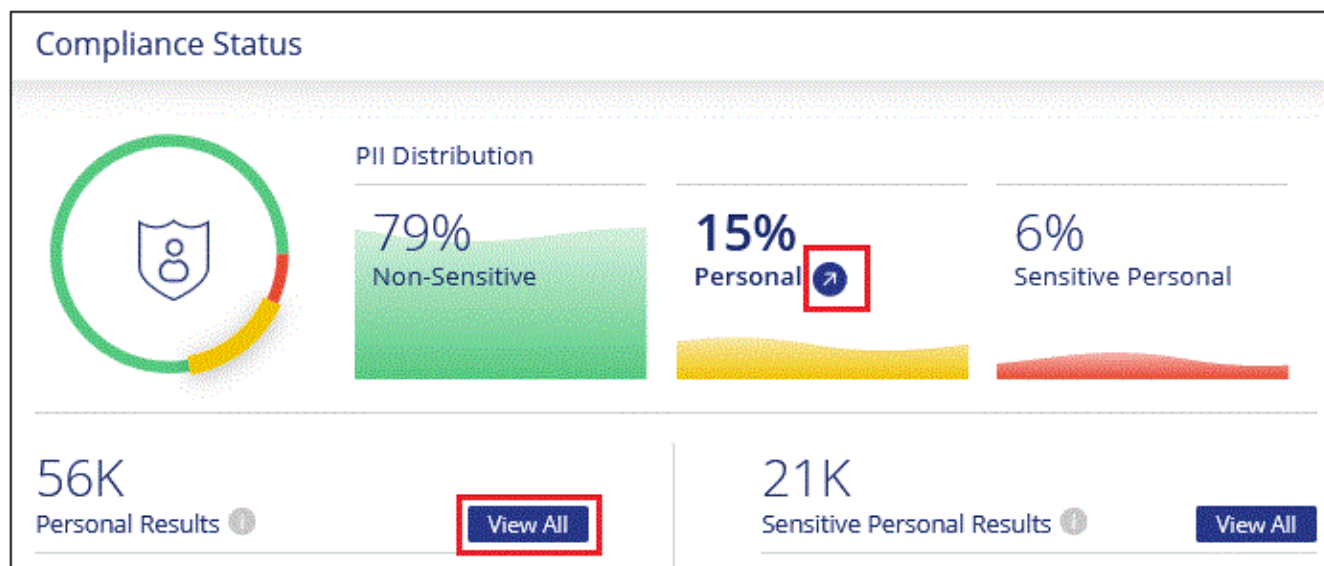 Compliance Status
PII Distribution
79%
Non-Sensitive
15%
Personal
6%
Sensitive Personal
56K
Personal Results
View All
21K
Sensitive Personal Results
View All